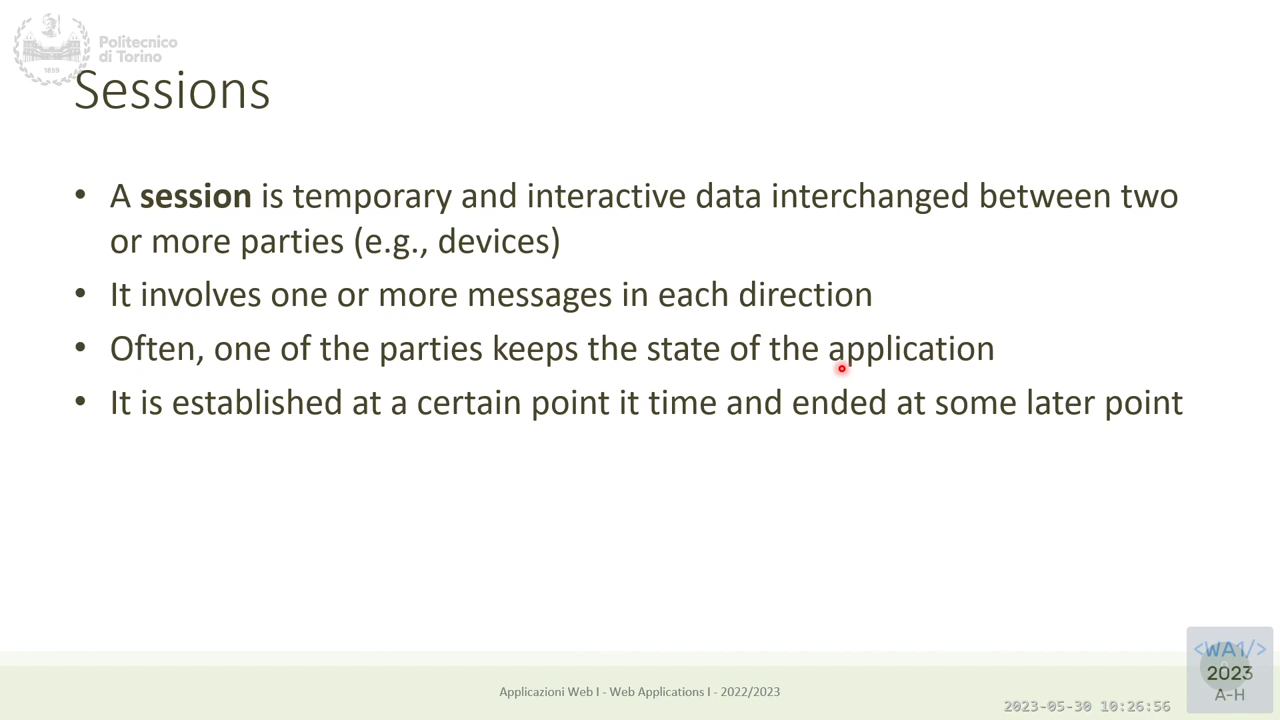 Politecnico
di Torino
1859
Sessions
• A session is temporary and interactive data interchanged between two
or more parties (e.g., devices)
• It involves one or more messages in each direction
• Often, one of the parties keeps the state of the application
• It is established at a certain point it time and ended at some later point
Applicazioni Web I - Web Applications I - 2022/2023
2023-05-30 10:26:56
<WA1/>
2023
A-H